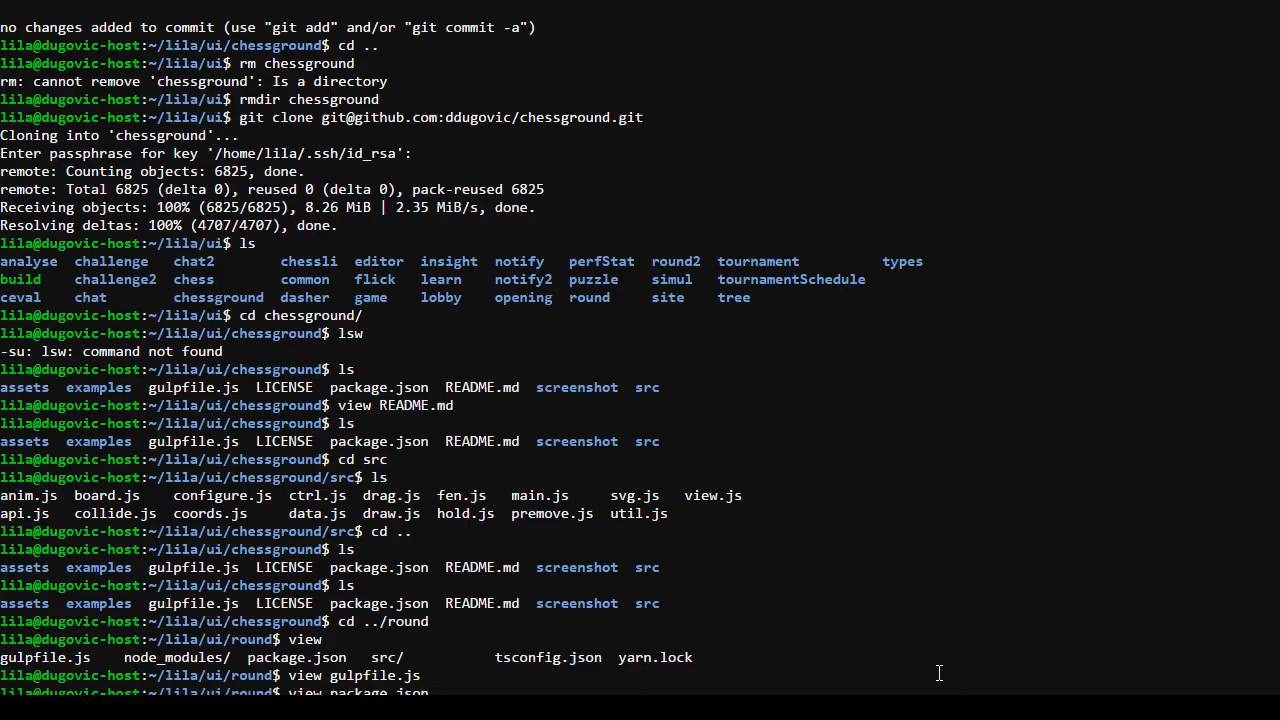 no changes added to commit (use "git add" and/or "git commit -a")
lila@dugovic-host:~/lila/ui/chessground$ cd ..
lila@dugovic-host:~/lila/ui$ rm chessground
rm: cannot remove 'chessground': Is a directory
lila@dugovic-host:~/lila/ui$ rmdir chessground
lila@dugovic-host:~/lila/ui$ git clone git@github.com:ddugovic/chessground.git
Cloning into 'chessground'...
Enter passphrase for key '/home/lila/.ssh/id_rsa':
remote: Counting objects: 6825, done.
remote: Total 6825 (delta 0), reused 0 (delta 0), pack-reused 6825
Receiving objects: 100% (6825/6825), 8.26 MiB | 2.35 MiB/s, done.
Resolving deltas: 100% (4707/4707), done.
lila@dugovic-host:~/lila/ui$ ls
analyse  challenge   chat2        chessli  editor  insight  notify   perfStat  round2  tournament          types
build    challenge2  chess        common   flick   learn    notify2  puzzle    simul   tournamentSchedule
ceval    chat        chessground  dasher   game    lobby    opening  round     site    tree
lila@dugovic-host:~/lila/ui$ cd chessground/
lila@dugovic-host:~/lila/ui/chessground$ lsw
-su: lsw: command not found
lila@dugovic-host:~/lila/ui/chessground$ ls
assets  examples  gulpfile.js  LICENSE  package.json  README.md  screenshot  src
lila@dugovic-host:~/lila/ui/chessground$ view README.md
lila@dugovic-host:~/lila/ui/chessground$ ls
assets  examples  gulpfile.js  LICENSE  package.json  README.md  screenshot  src
lila@dugovic-host:~/lila/ui/chessground$ cd src
lila@dugovic-host:~/lila/ui/chessground/src$ ls
anim.js  board.js    configure.js  ctrl.js  drag.js  fen.js   main.js     svg.js   view.js
api.js   collide.js  coords.js     data.js  draw.js  hold.js  premove.js  util.js
lila@dugovic-host:~/lila/ui/chessground/src$ cd ..
lila@dugovic-host:~/lila/ui/chessground$ ls
assets  examples  gulpfile.js  LICENSE  package.json  README.md  screenshot  src
lila@dugovic-host:~/lila/ui/chessground$ ls
assets  examples  gulpfile.js  LICENSE  package.json  README.md  screenshot  src
lila@dugovic-host:~/lila/ui/chessground$ cd ../round
lila@dugovic-host:~/lila/ui/round$ view
gulpfile.js    node_modules/  package.json   src/           tsconfig.json  yarn.lock
lila@dugovic-host:~/lila/ui/round$ view gulpfile.js
lila@dugovic-host:~/lila/ui/round$ view package.json